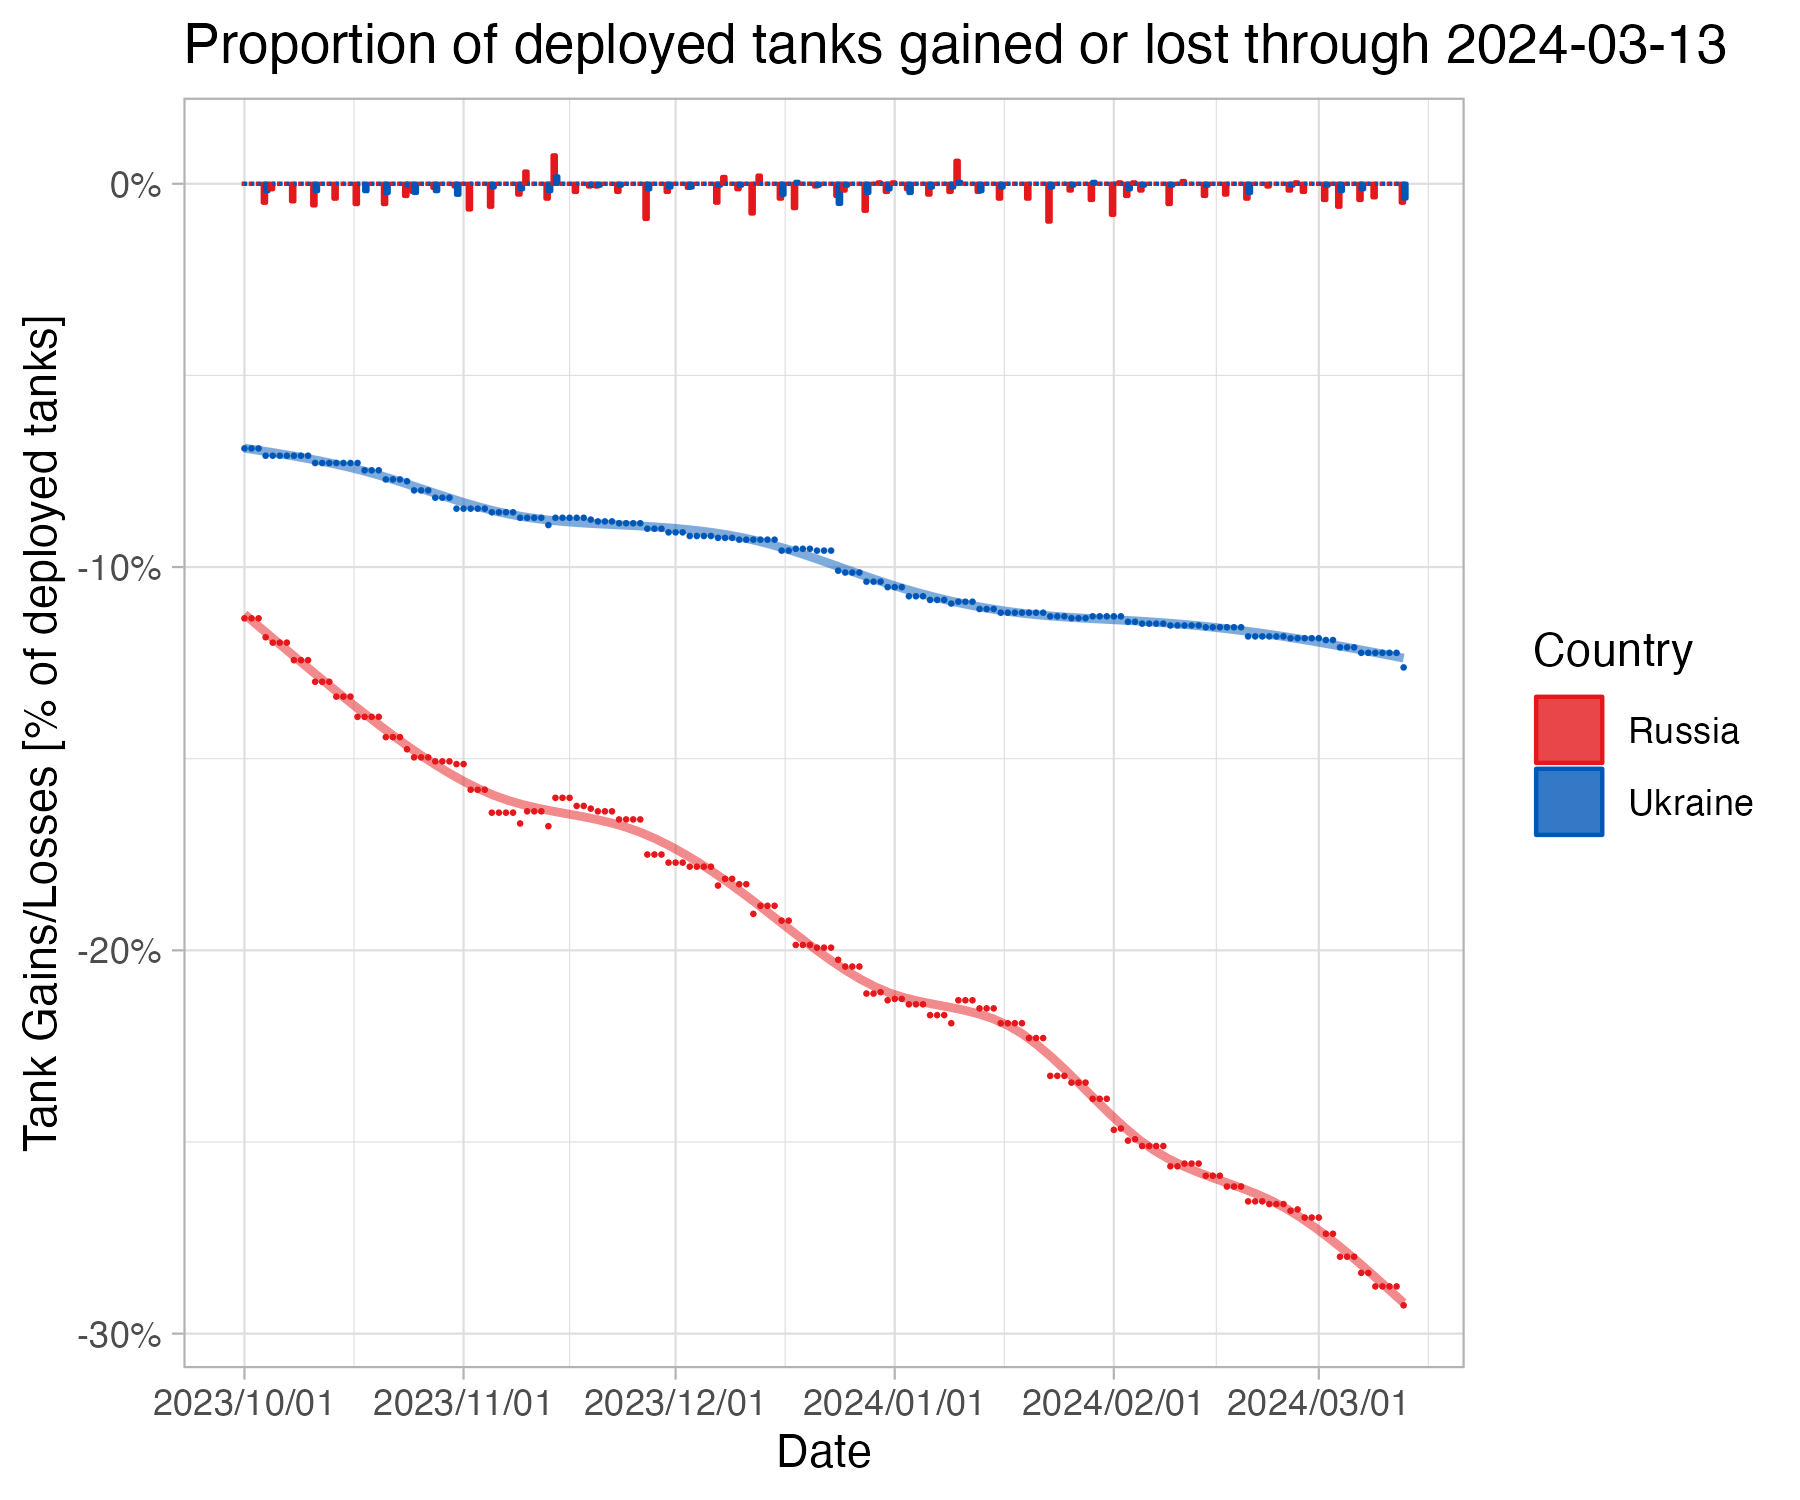 Proportion of deployed tanks gained or lost through 2024-03-13
Tank Gains/Losses [% of deployed tanks]
0%
-10%
-20%
-30%
2023/10/01 2023/11/01 2023/12/01 2024/01/01 2024/02/01 2024/03/01
Date
Country
Russia
Ukraine